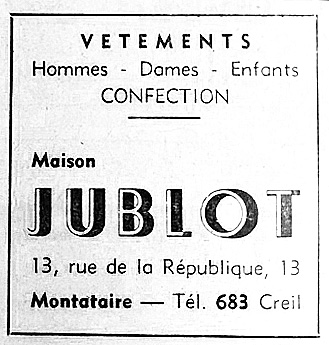 VETEMENTS
Hommes - Dames - Enfants
CONFECTION
Maison
JUBLOT
13, rue de la République, 13
Montataire — Tél. 683 Creil